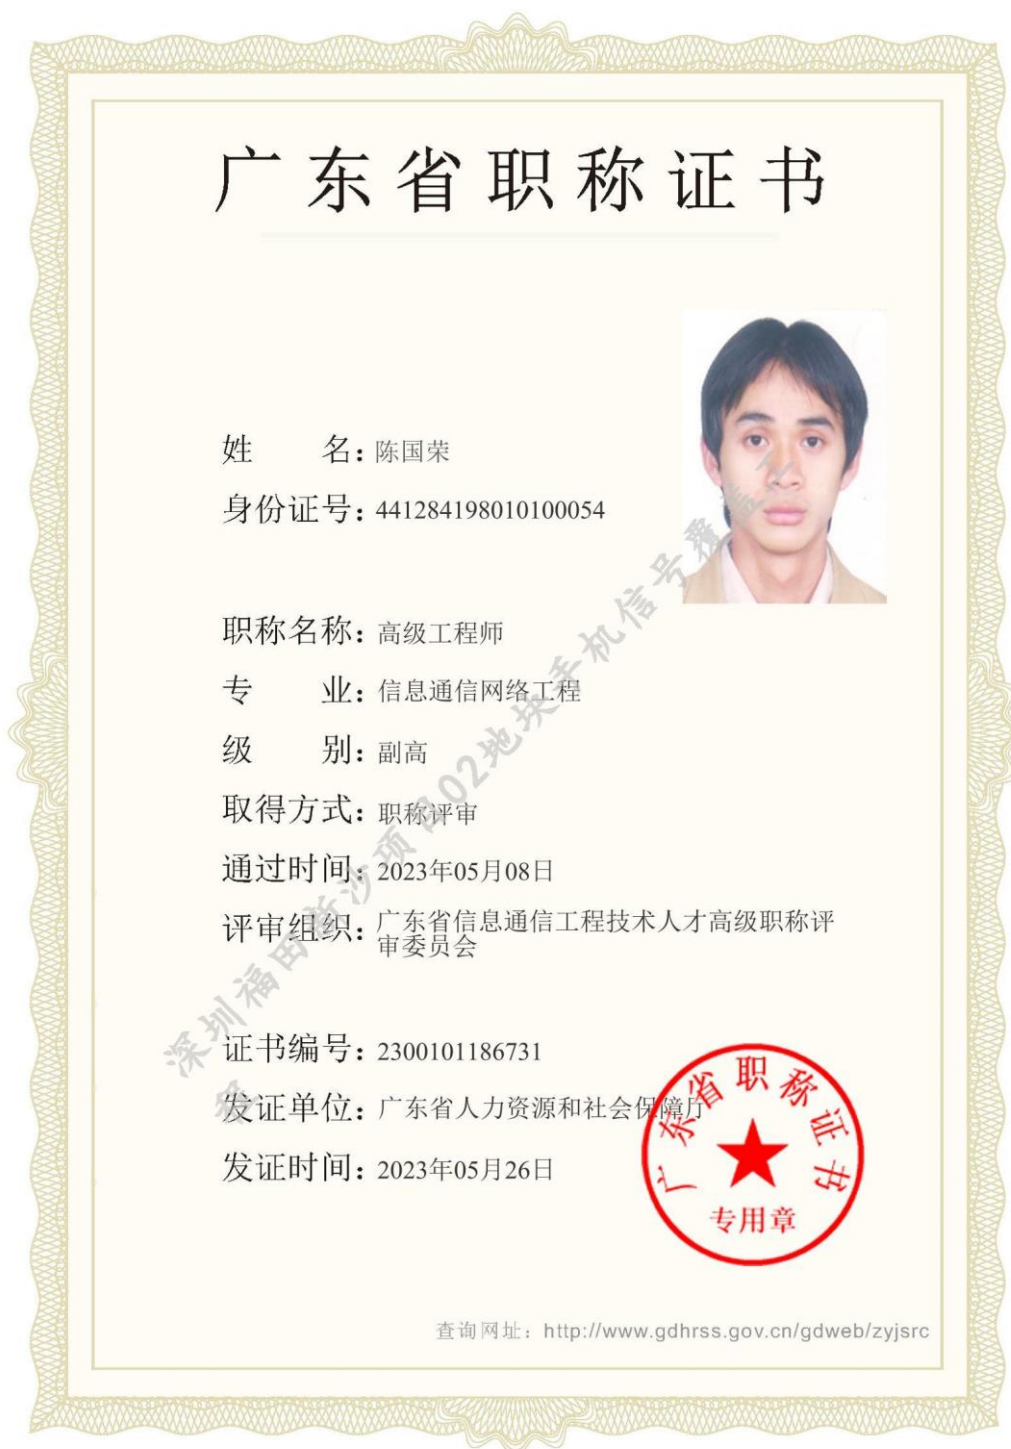 广东省职称证书
姓名：陈国荣
身份证号：441284198010100054
职称名称：高级工程师
专业：信息通信网络工程
级别：副高
取得方式：职称评审
通过时间：2023年05月08日
评审组织：广东省信息通信工程技术人才高级职称评
审委员会
证书编号：2300101186731
发证单位：广东省人力资源和社会保障厅
发证时间：2023年05月26日
广东省职称证书
专用章
查询网址：http://www.gdhrss.gov.cn/gdweb/zyjsrc
深圳福田新沙项目02地块手机信号覆盖